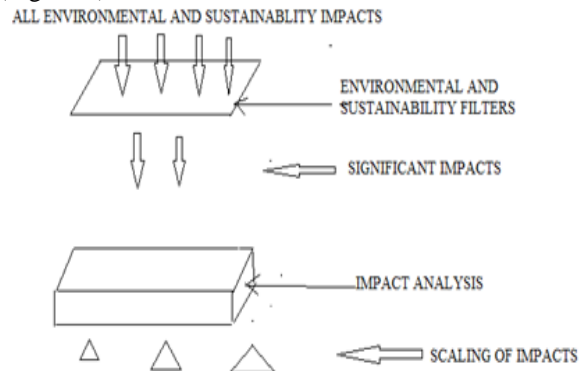 ALL ENVIRONMENTAL AND SUSTAINABLITY IMPACTS
ENVIRONMENTAL AND
SUSTAINABILITY FILTERS
SIGNIFICANT IMPACTS
IMPACT ANALYSIS
SCALING OF IMPACTS